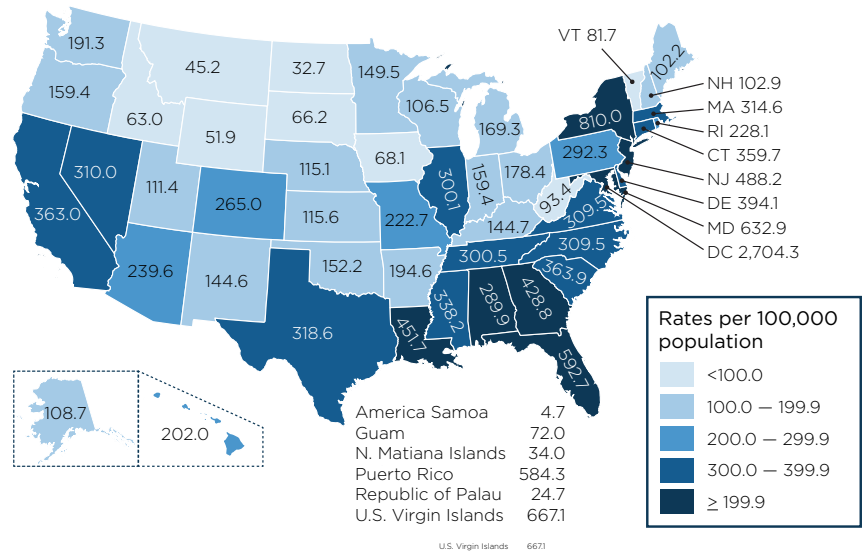 VT 81.7
191.3
45.2
32.7
149.5
102.2
159.4
106.5
NH 102.9
63.0
66.2
169.3
810.0
MA 314.6
51.9
RI 228.1
68.1
292.3
CT 359.7
310.0
115.1
300.1
159.4
178.4
NJ 488.2
111.4
265.0
93.4
DE 394.1
363.0
115.6
222.7
144.7
309.5
MD 632.9
239.6
144.6
152.2
194.6
300.5
309.5
DC 2,704.3
363.9
338.2
289.9
428.8
318.6
451.7
592.7
Rates per 100,000
population
<100.0
100.0 — 199.9
200.0 — 299.9
300.0 — 399.9
≥ 199.9
108.7
202.0
America Samoa 4.7
Guam 72.0
N. Matiana Islands 34.0
Puerto Rico 584.3
Republic of Palau 24.7
U.S. Virgin Islands 667.1
U.S. Virgin Islands 667.1